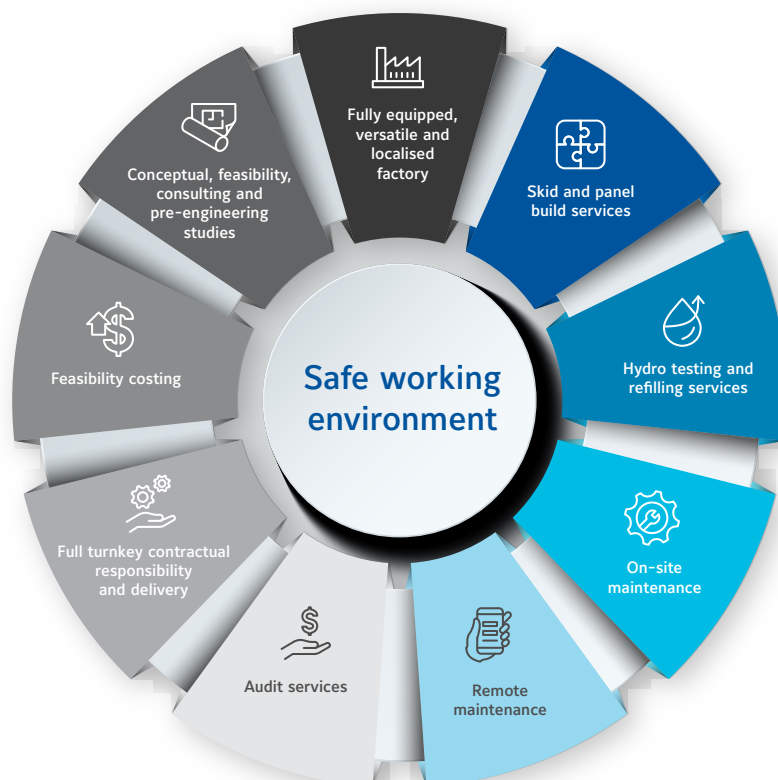 Fully equipped,
versatile and
localised
factory
Skid and panel
build services
Hydro testing and
refilling services
On-site
maintenance
Remote
maintenance
Audit services
Full turnkey contractual
responsibility
and delivery
Feasibility costing
Conceptual, feasibility,
consulting and
pre-engineering
studies
Safe working
environment